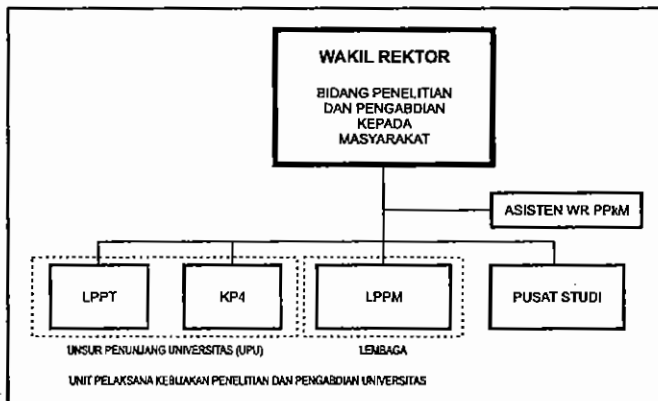 WAKIL REKTOR
BIDANG PENELITIAN
DAN PENGABDIAN
KEPADA
MASYARAKAT
ASISTEN WR PPkM
LPPT
KP4
LPPM
PUSAT STUDI
UNSUR PENUNJANG UNIVERSITAS (UPU)
LEMBAGA
UNIT PELAKSANA KEBIJAKAN PENELITIAN DAN PENGABDIAN UNIVERSITAS